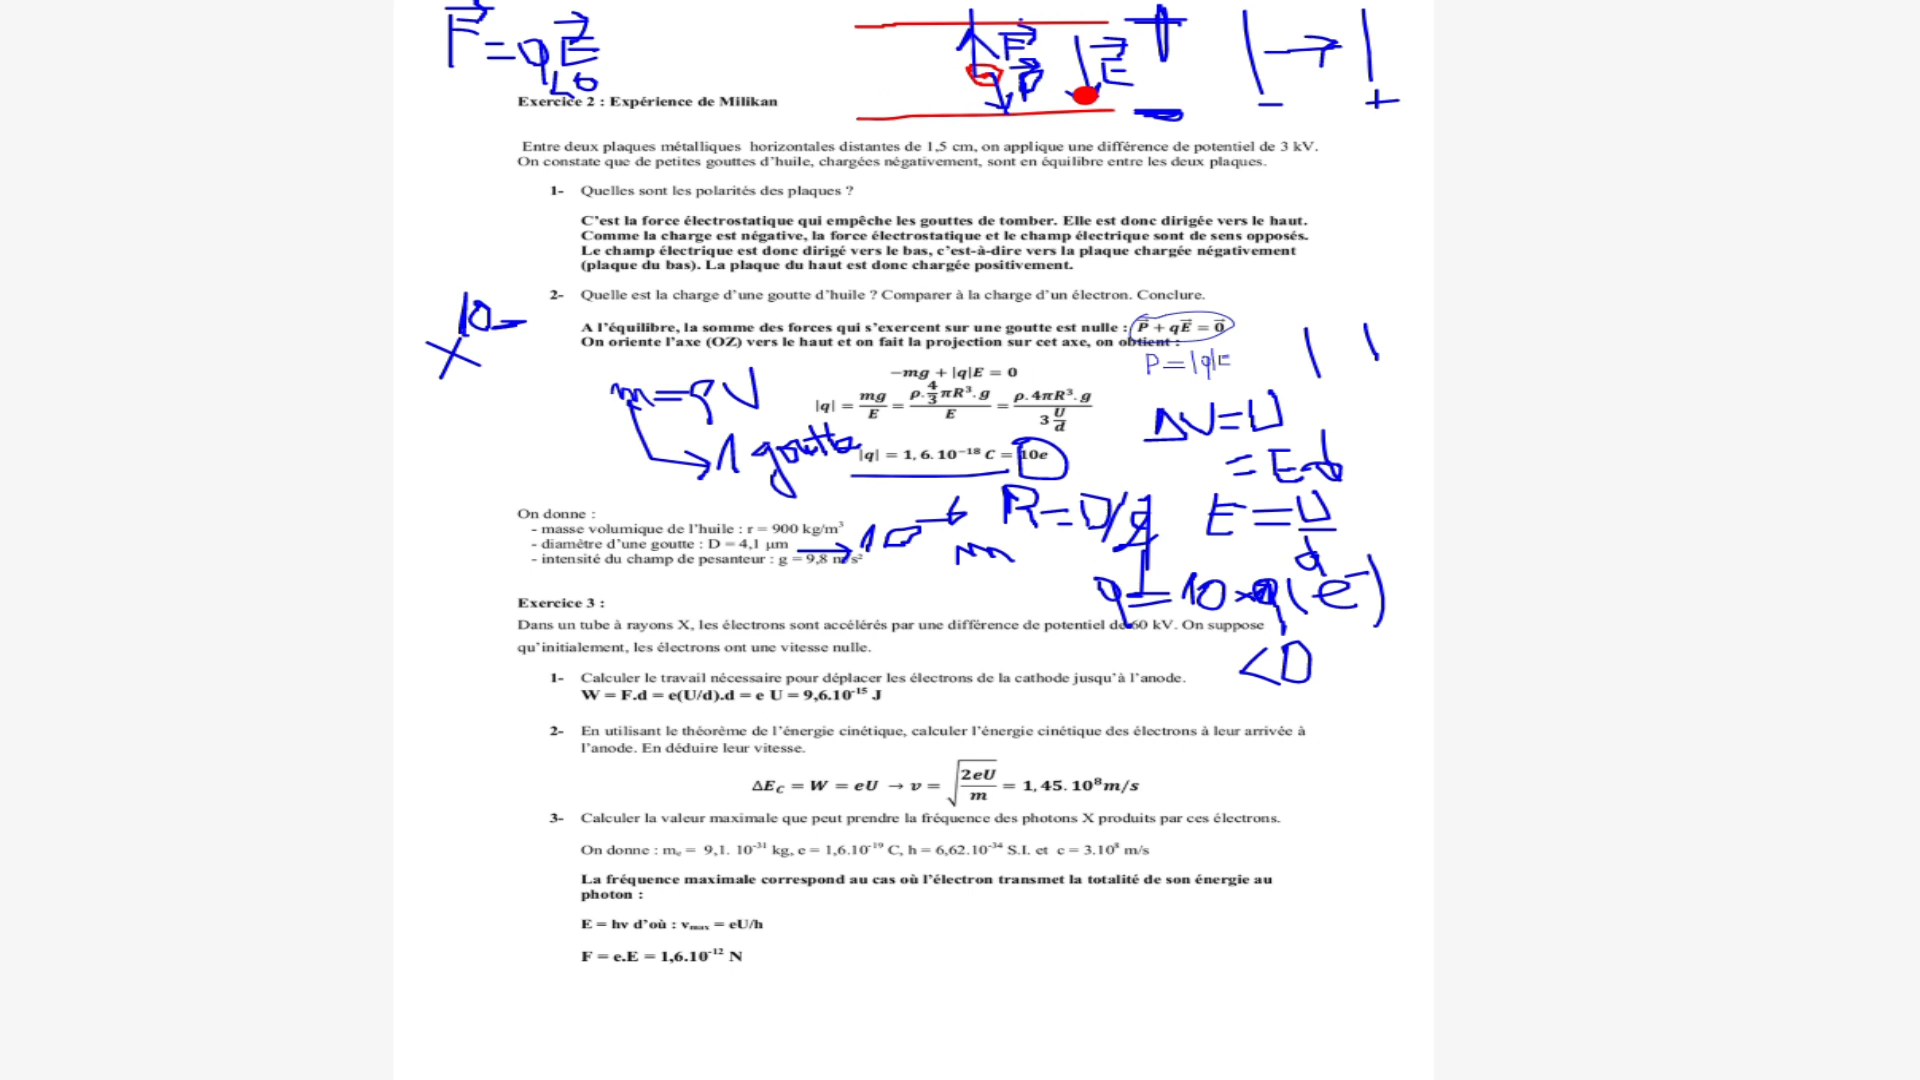 F = qE
<0
F
P
E
+
-
- → +
Exercice 2 : Expérience de Milikan
Entre deux plaques métalliques horizontales distantes de 1,5 cm, on applique une différence de potentiel de 3 kV.
On constate que de petites gouttes d'huile, chargées négativement, sont en équilibre entre les deux plaques.
1- Quelles sont les polarités des plaques ?
C'est la force électrostatique qui empêche les gouttes de tomber. Elle est donc dirigée vers le haut.
Comme la charge est négative, la force électrostatique et le champ électrique sont de sens opposés.
Le champ électrique est donc dirigé vers le bas, c'est-à-dire vers la plaque chargée négativement
(plaque du bas). La plaque du haut est donc chargée positivement.
2- Quelle est la charge d'une goutte d'huile ? Comparer à la charge d'un électron. Conclure.
× 10-
A l'équilibre, la somme des forces qui s'exercent sur une goutte est nulle : P⃗ + qE⃗ = 0⃗
On oriente l'axe (OZ) vers le haut et on fait la projection sur cet axe, on obtient :
P = |q|E
−mg + |q|E = 0
m = ρV
|q| = mg/E = ρ.4/3 πR³.g/E = ρ.4πR³.g/3 U/d
ΔV = U
= E.d
1 goutte
|q| = 1,6.10⁻¹⁸ C = 10e
E = U/d
R = D/2
On donne :
- masse volumique de l'huile : r = 900 kg/m³
- diamètre d'une goutte : D = 4,1 µm
→ 10⁻⁶ m
- intensité du champ de pesanteur : g = 9,8 m/s²
q = 10 × q(e⁻)
<0
Exercice 3 :
Dans un tube à rayons X, les électrons sont accélérés par une différence de potentiel de 60 kV. On suppose
qu'initialement, les électrons ont une vitesse nulle.
1- Calculer le travail nécessaire pour déplacer les électrons de la cathode jusqu'à l'anode.
W = F.d = e(U/d).d = e U = 9,6.10⁻¹⁵ J
2- En utilisant le théorème de l'énergie cinétique, calculer l'énergie cinétique des électrons à leur arrivée à
l'anode. En déduire leur vitesse.
ΔE_C = W = eU → v = √(2eU/m) = 1,45.10⁸m/s
3- Calculer la valeur maximale que peut prendre la fréquence des photons X produits par ces électrons.
On donne : mₑ = 9,1. 10⁻³¹ kg, e = 1,6.10⁻¹⁹ C, h = 6,62.10⁻³⁴ S.I. et c = 3.10⁸ m/s
La fréquence maximale correspond au cas où l'électron transmet la totalité de son énergie au
photon :
E = hν d'où : νmax = eU/h
F = e.E = 1,6.10⁻¹² N